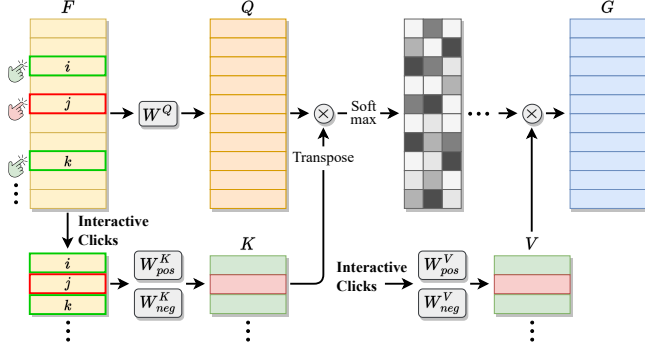 F
Q
G
i
j
k
W^Q
⊗
Soft
max
...
⊗
Transpose
Interactive
Clicks
K
V
i
j
k
W^K_pos
W^K_neg
Interactive
Clicks
W^V_pos
W^V_neg